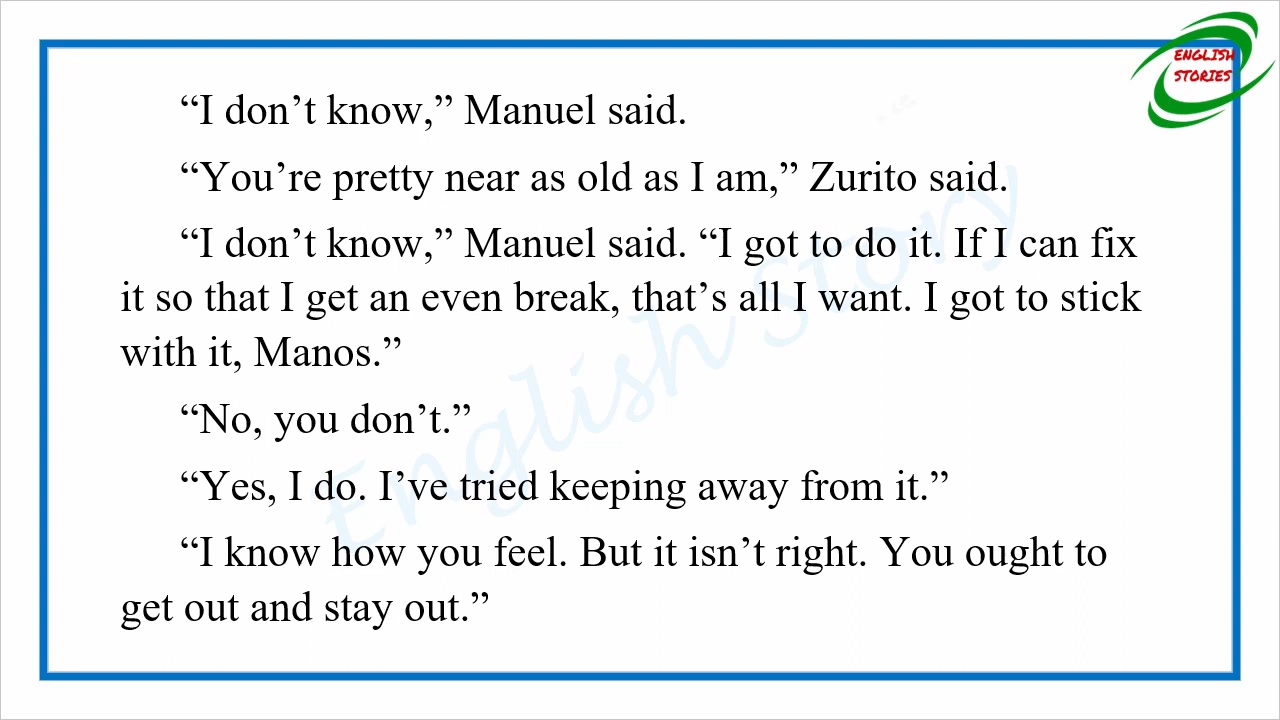 ENGLISH
STORIES
“I don’t know,” Manuel said.
“You’re pretty near as old as I am,” Zurito said.
“I don’t know,” Manuel said. “I got to do it. If I can fix
it so that I get an even break, that’s all I want. I got to stick
with it, Manos.”
“No, you don’t.”
“Yes, I do. I’ve tried keeping away from it.”
“I know how you feel. But it isn’t right. You ought to
get out and stay out.”
English Story